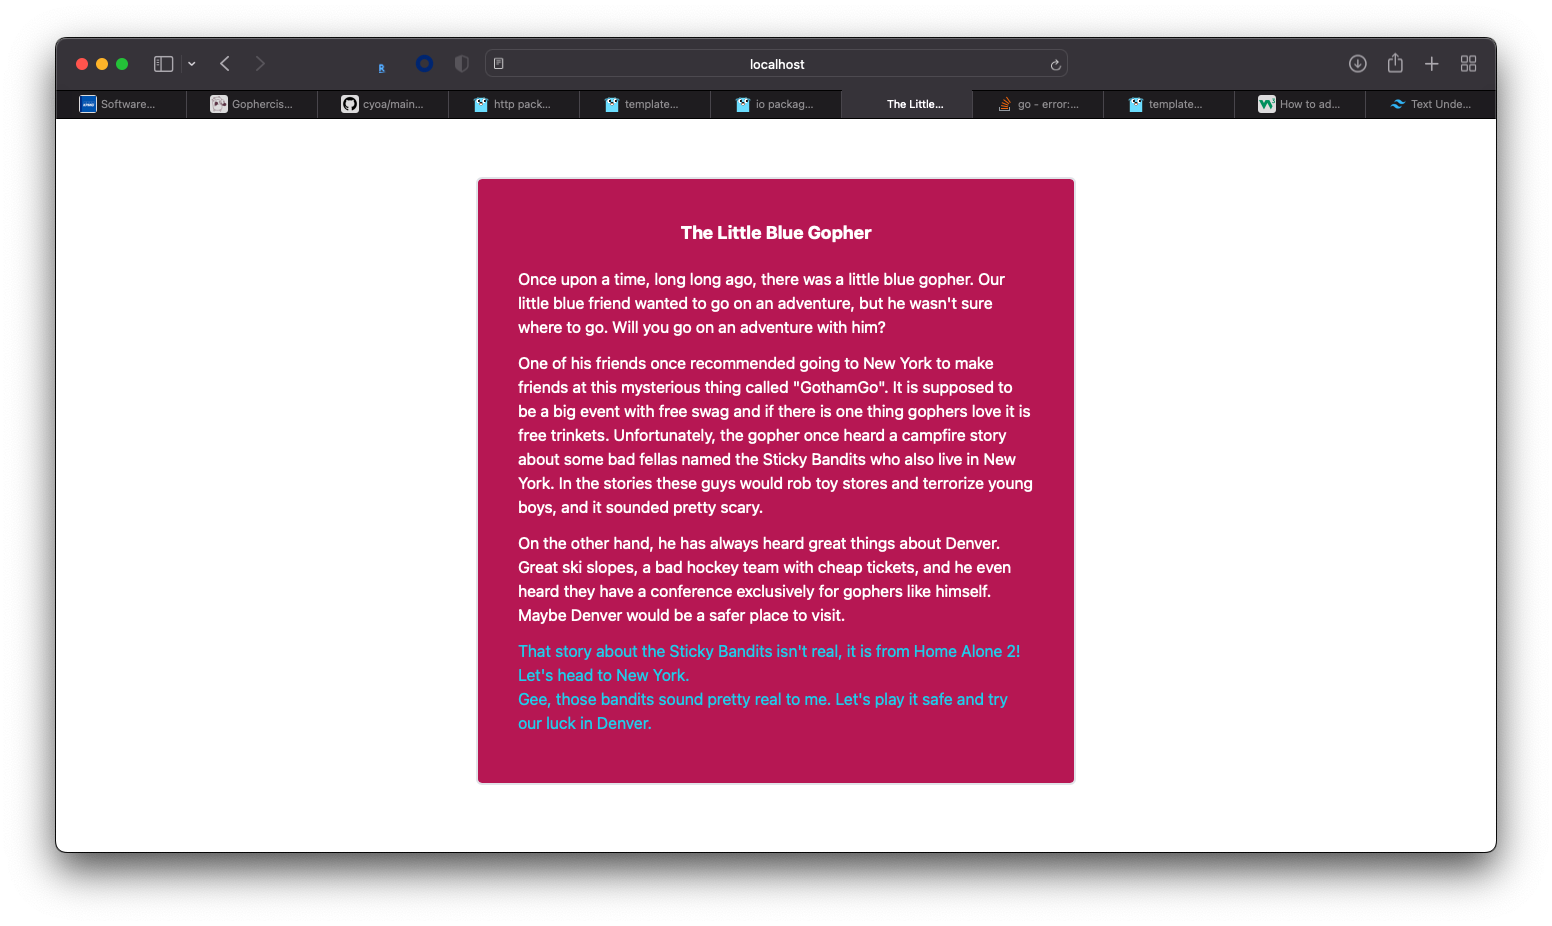 localhost
Software...
Gophercis...
cyoa/main...
http pack...
template...
io packag...
The Little...
go - error:...
template...
How to ad...
Text Unde...
The Little Blue Gopher
Once upon a time, long long ago, there was a little blue gopher. Our
little blue friend wanted to go on an adventure, but he wasn't sure
where to go. Will you go on an adventure with him?
One of his friends once recommended going to New York to make
friends at this mysterious thing called "GothamGo". It is supposed to
be a big event with free swag and if there is one thing gophers love it is
free trinkets. Unfortunately, the gopher once heard a campfire story
about some bad fellas named the Sticky Bandits who also live in New
York. In the stories these guys would rob toy stores and terrorize young
boys, and it sounded pretty scary.
On the other hand, he has always heard great things about Denver.
Great ski slopes, a bad hockey team with cheap tickets, and he even
heard they have a conference exclusively for gophers like himself.
Maybe Denver would be a safer place to visit.
That story about the Sticky Bandits isn't real, it is from Home Alone 2!
Let's head to New York.
Gee, those bandits sound pretty real to me. Let's play it safe and try
our luck in Denver.